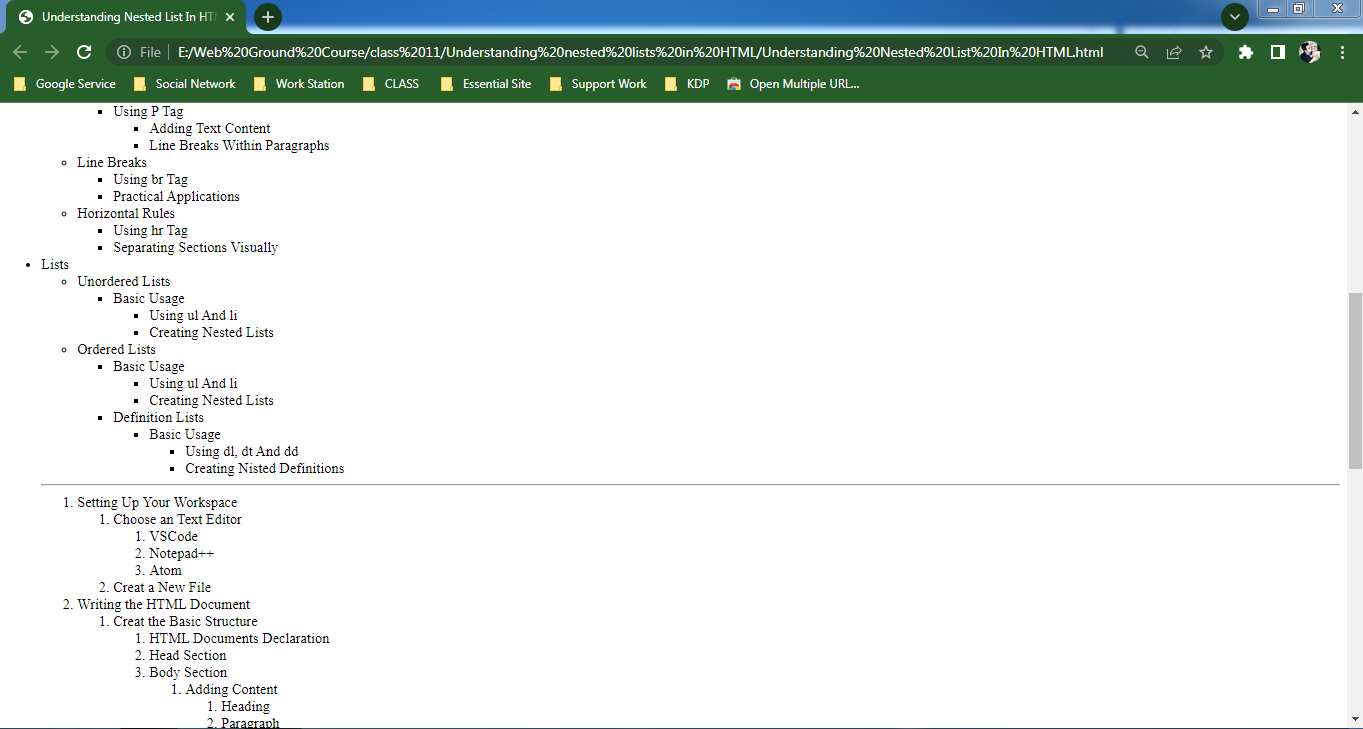 Understanding Nested List In HT
File
E:/Web%20Ground%20Course/class%2011/Understanding%20nested%20lists%20in%20HTML/Understanding%20Nested%20List%20In%20HTML.html
Google Service Social Network Work Station CLASS Essential Site Support Work KDP Open Multiple URL...
Using P Tag
Adding Text Content
Line Breaks Within Paragraphs
Line Breaks
Using br Tag
Practical Applications
Horizontal Rules
Using hr Tag
Separating Sections Visually
Lists
Unordered Lists
Basic Usage
Using ul And li
Creating Nested Lists
Ordered Lists
Basic Usage
Using ul And li
Creating Nested Lists
Definition Lists
Basic Usage
Using dl, dt And dd
Creating Nisted Definitions
1. Setting Up Your Workspace
1. Choose an Text Editor
1. VSCode
2. Notepad++
3. Atom
2. Creat a New File
2. Writing the HTML Document
1. Creat the Basic Structure
1. HTML Documents Declaration
2. Head Section
3. Body Section
1. Adding Content
1. Heading
2. Paragraph